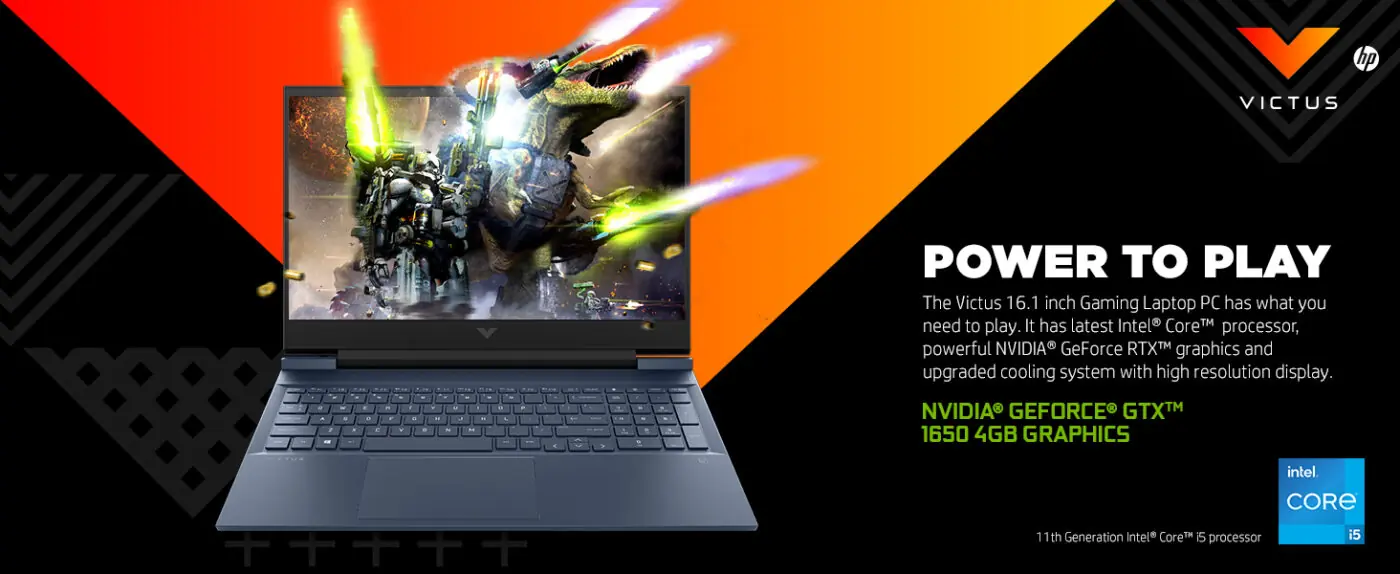 VICTUS
hp
POWER TO PLAY
The Victus 16.1 inch Gaming Laptop PC has what you
need to play. It has latest Intel® Core™ processor,
powerful NVIDIA® GeForce RTX™ graphics and
upgraded cooling system with high resolution display.
NVIDIA® GEFORCE® GTX™
1650 4GB GRAPHICS
11th Generation Intel® Core™ i5 processor
intel.
CORE
i5
VICTUS